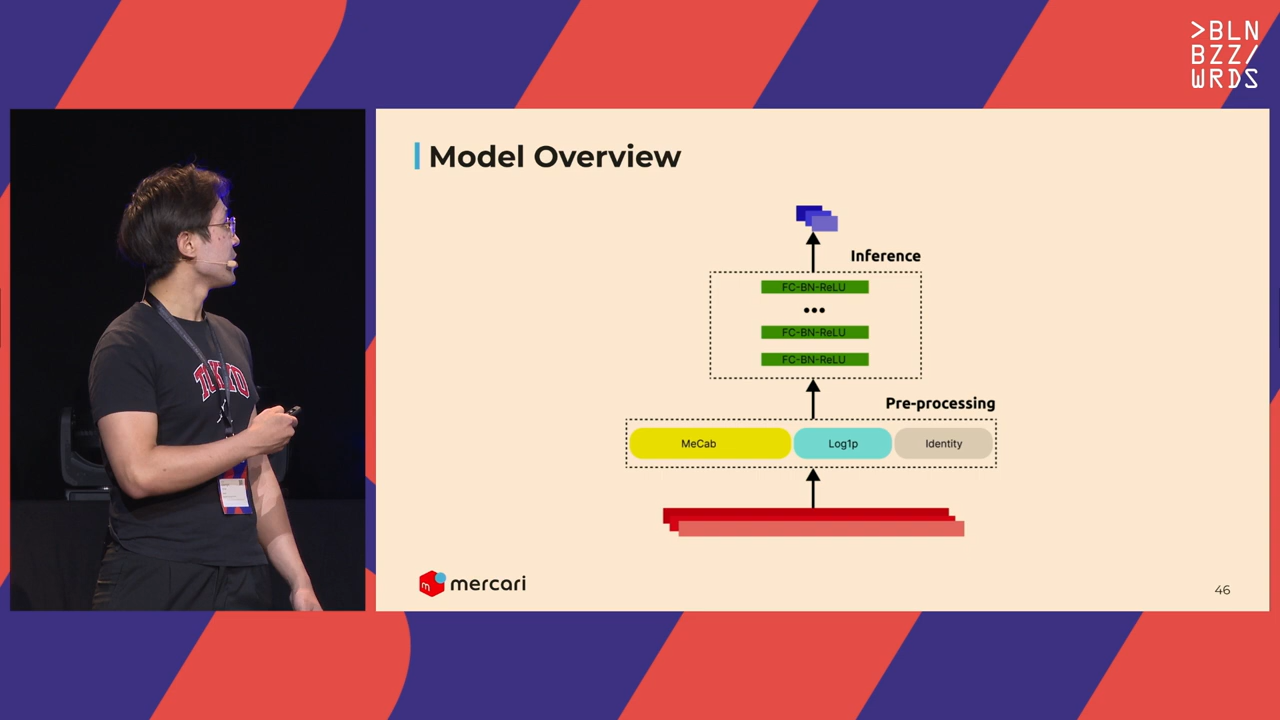 >BLN
BZZ/
WRDS
Model Overview
Inference
FC-BN-ReLU
•••
FC-BN-ReLU
FC-BN-ReLU
Pre-processing
MeCab
Log1p
Identity
mercari
46
TOKYO